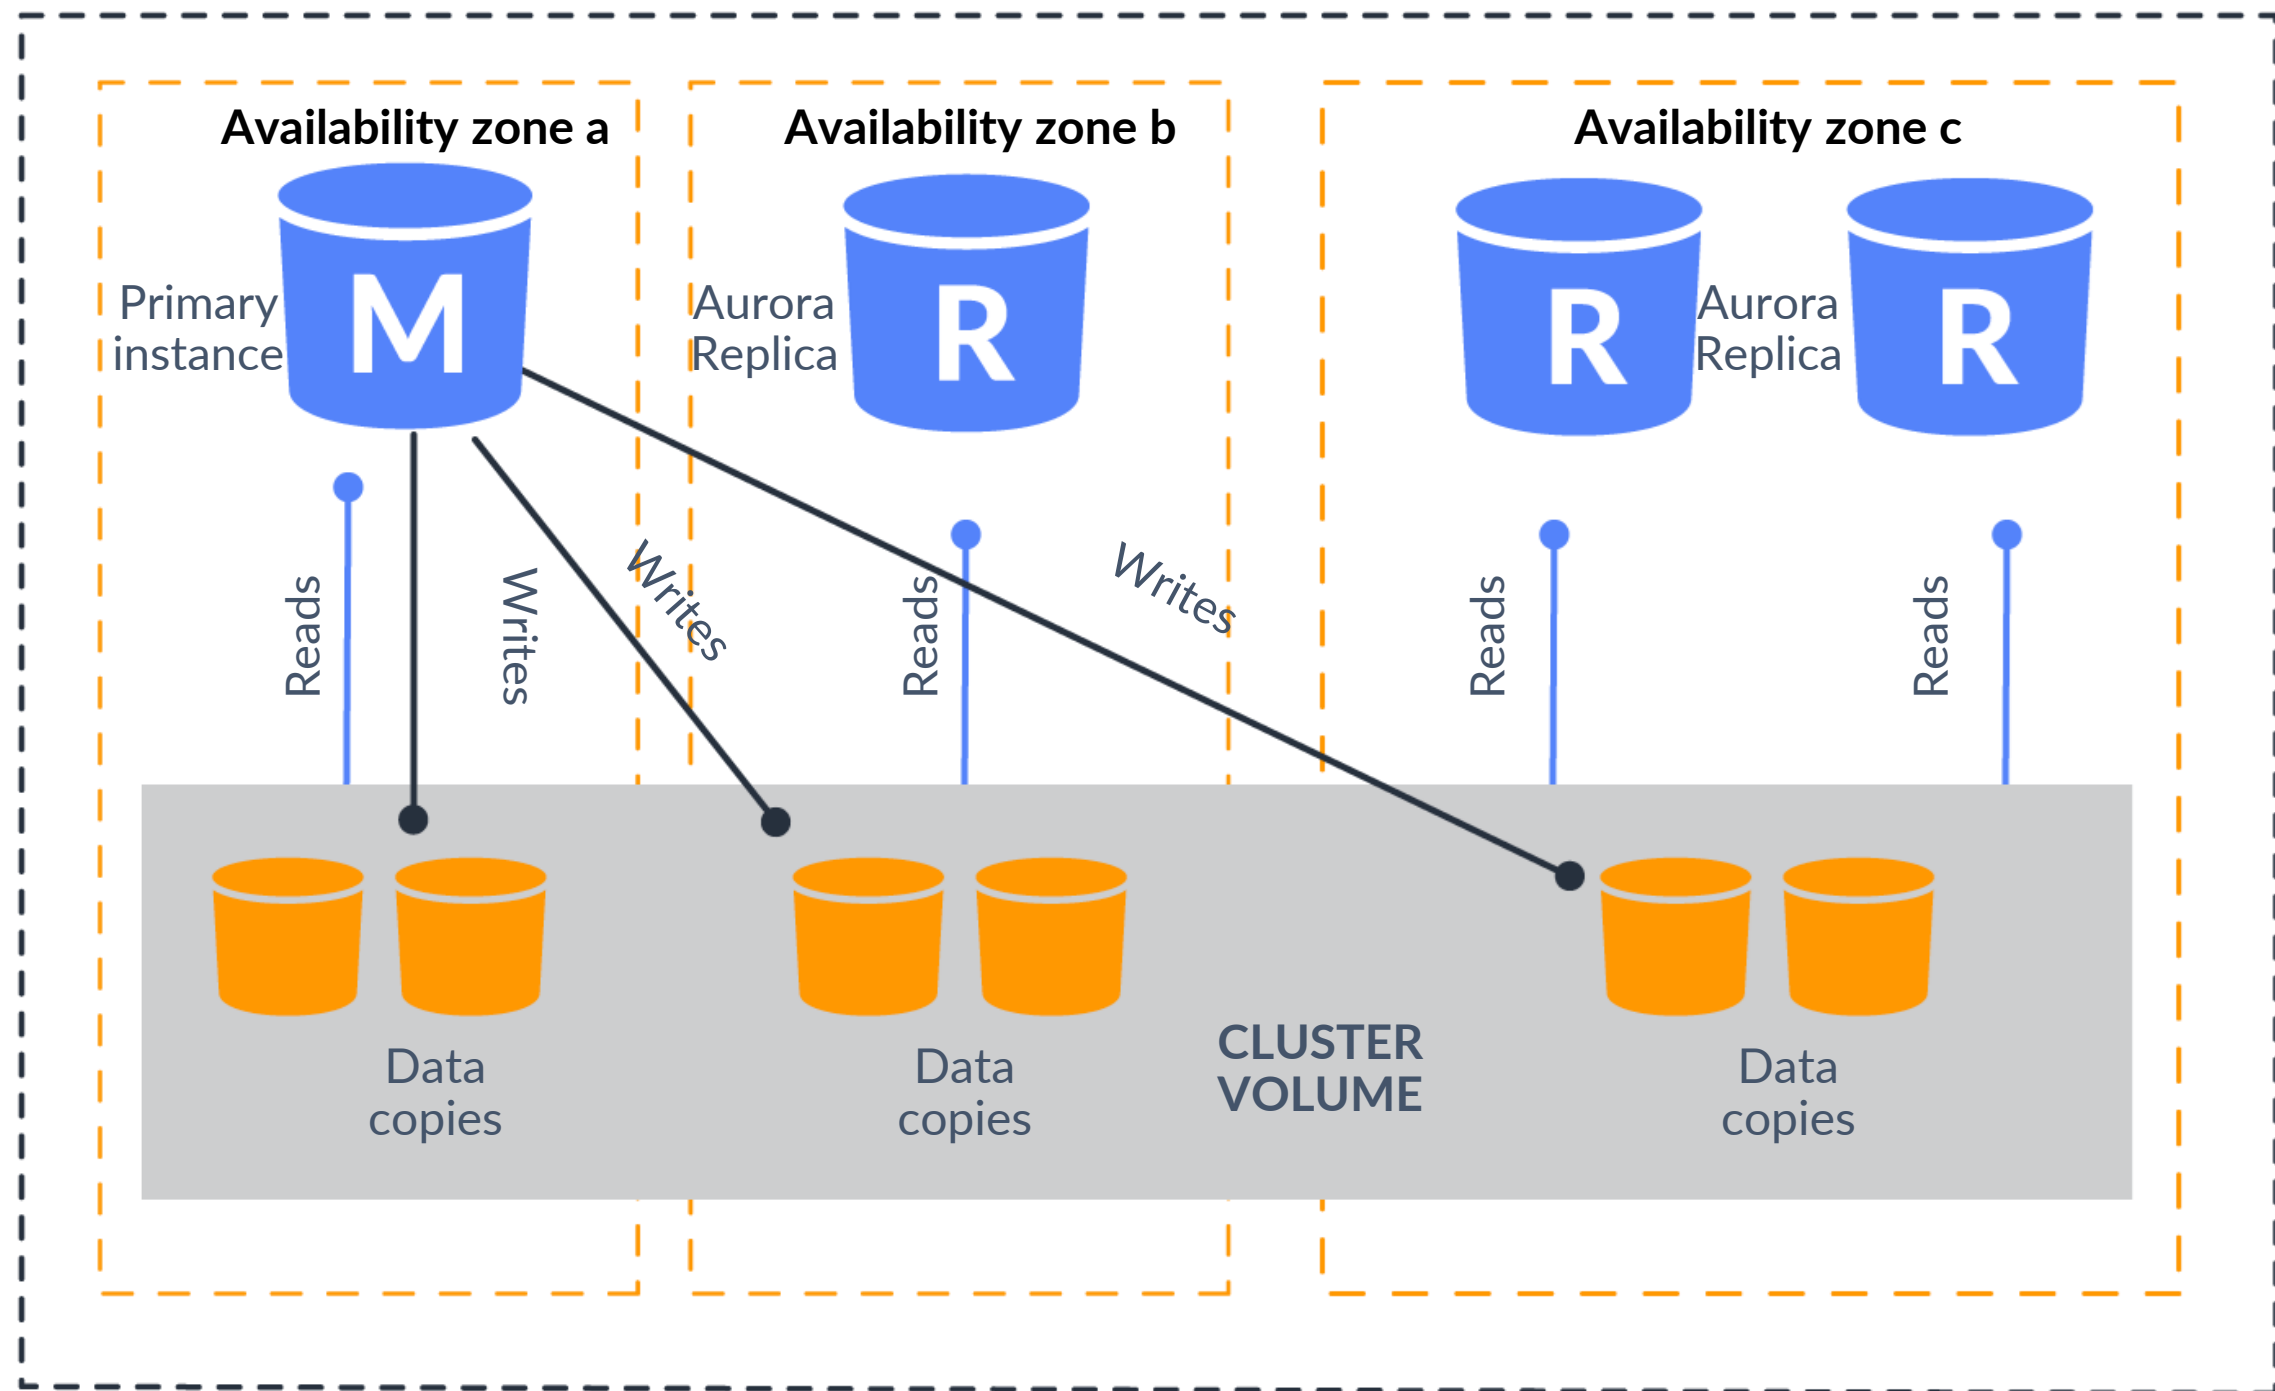 Availability zone a
Availability zone b
Availability zone c
Primary
instance
M
Aurora
Replica
R
R
Aurora
Replica
R
Reads
Writes
Writes
Reads
Writes
Reads
Reads
Data
copies
Data
copies
CLUSTER
VOLUME
Data
copies